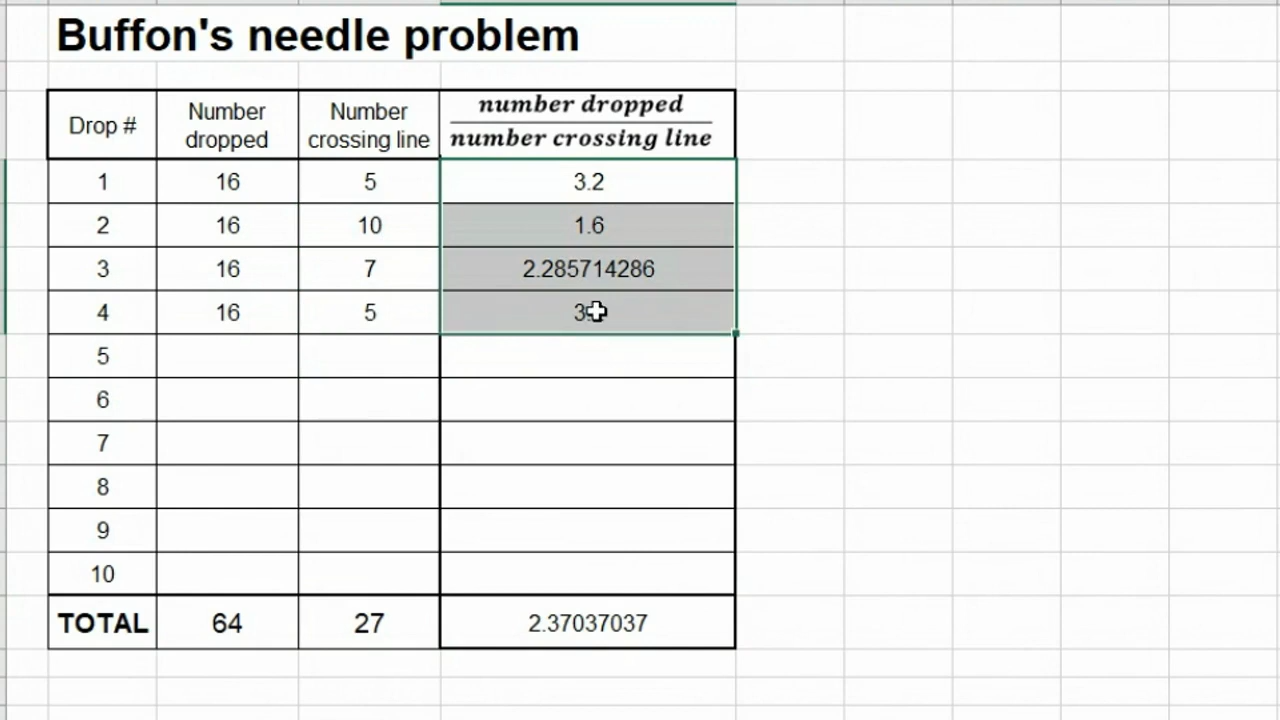 Buffon's needle problem
Drop # Number dropped Number crossing line number dropped / number crossing line
1 16 5 3.2
2 16 10 1.6
3 16 7 2.285714286
4 16 5 3
5
6
7
8
9
10
TOTAL 64 27 2.37037037